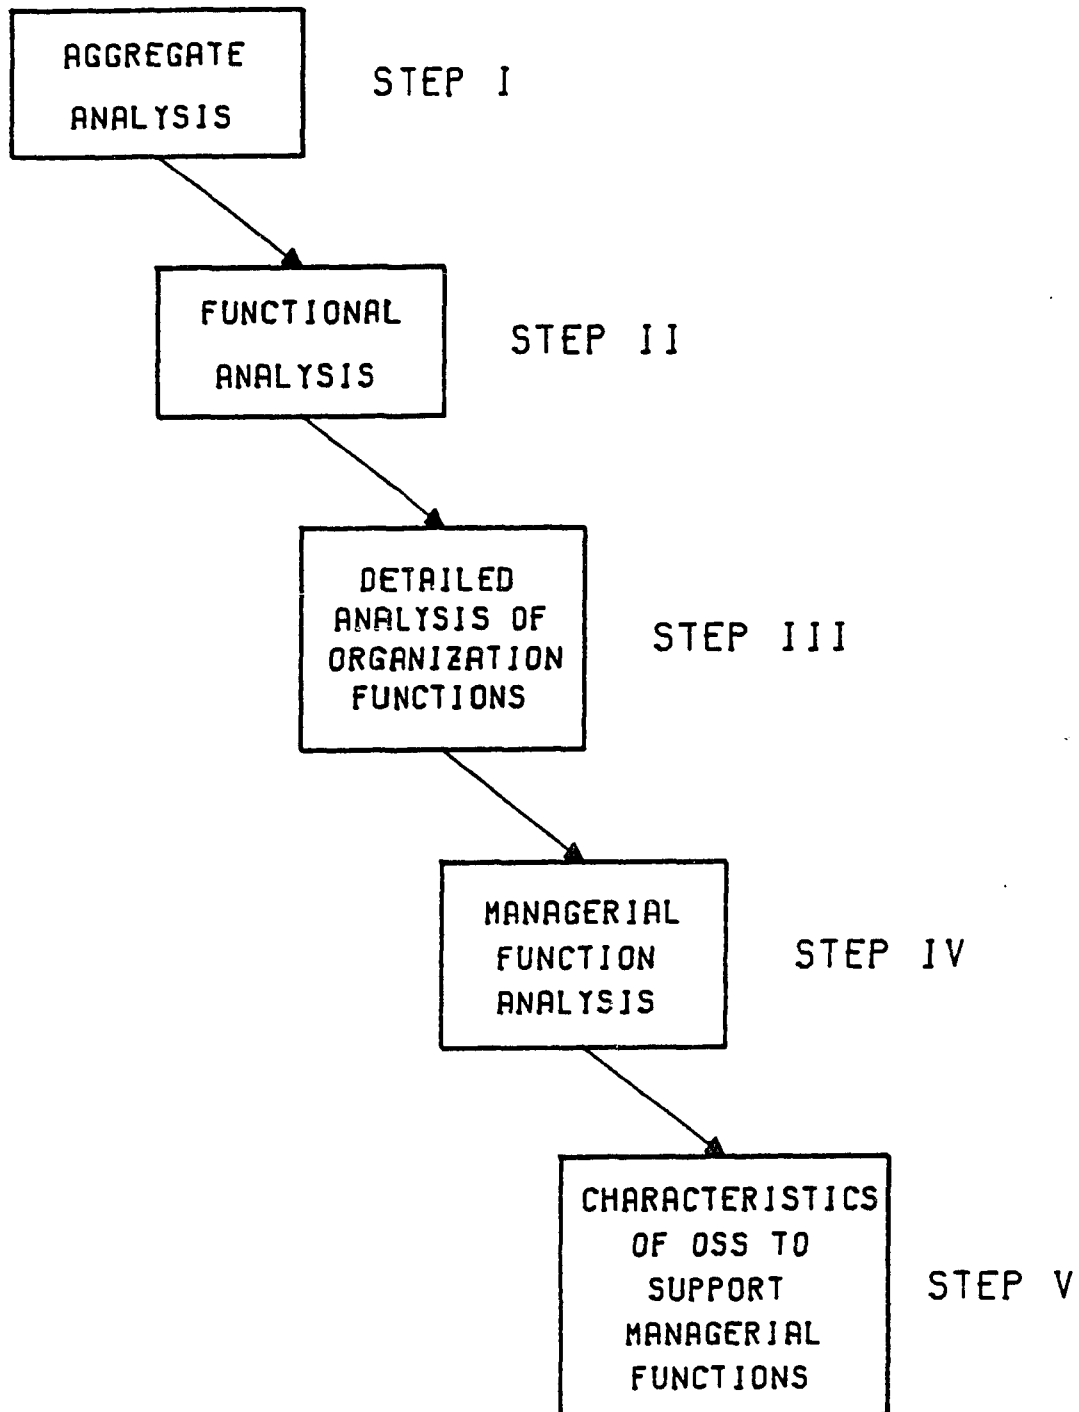 AGGREGATE
ANALYSIS
STEP I
FUNCTIONAL
ANALYSIS
STEP II
DETAILED
ANALYSIS OF
ORGANIZATION
FUNCTIONS
STEP III
MANAGERIAL
FUNCTION
ANALYSIS
STEP IV
CHARACTERISTICS
OF OSS TO
SUPPORT
MANAGERIAL
FUNCTIONS
STEP V